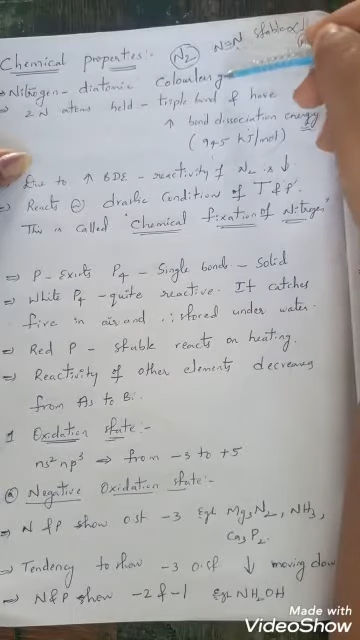 Chemical properties:- N2 N≡N stable
⇒ Nitrogen - diatomic Colourless g
⇒ 2 N atoms held - triple bond & have
↑ bond dissociation energy
(945 kJ/mol)
Due to ↑ BDE - reactivity of N2 is ↓
Reacts @ drastic condition of T & P.
This is called 'Chemical fixation of Nitrogen'
⇒ P - Exists P4 - Single bonds - Solid
⇒ White P4 - quite reactive. It catches
fire in air and ∴ stored under water.
⇒ Red P - stable reacts on heating.
⇒ Reactivity of other elements decreases
from As to Bi.
1 Oxidation state:-
ns² np³ ⇒ from -3 to +5
ⓐ Negative Oxidation state:-
⇒ N & P show o.st -3 Eg: Mg3N2, NH3,
Ca3P2.
⇒ Tendency to show -3 o.s ↓ moving down
⇒ N & P show -2 & -1 Eg: NH2OH
Made with
VideoShow